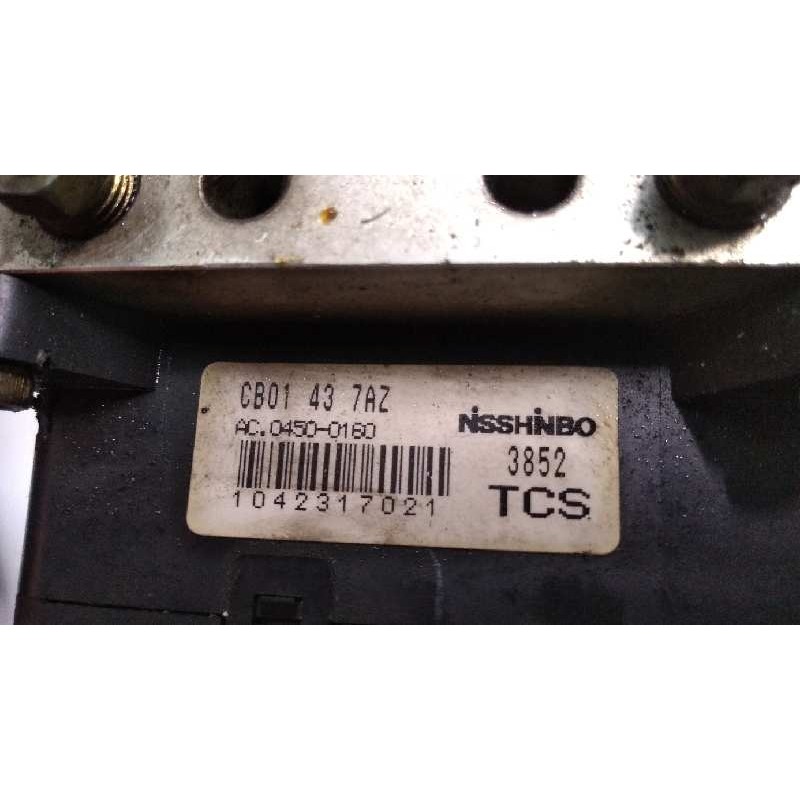 CB01 43 7AZ
NiSSHiNBO
AC.0450-0160
3852
1042317021
TCS